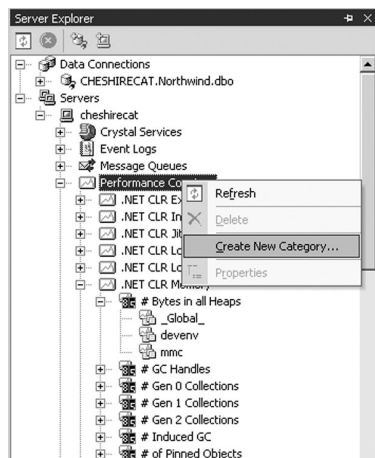 Server Explorer
Data Connections
CHESHIRECAT.Northwind.dbo
Servers
cheshirecat
Crystal Services
Event Logs
Message Queues
Performance Co
Refresh
.NET CLR Ex
Delete
.NET CLR In
.NET CLR Jit
Create New Category...
.NET CLR Lo
.NET CLR Lo
Properties
.NET CLR Memory
# Bytes in all Heaps
_Global_
devenv
mmc
# GC Handles
# Gen 0 Collections
# Gen 1 Collections
# Gen 2 Collections
# Induced GC
# of Pinned Objects